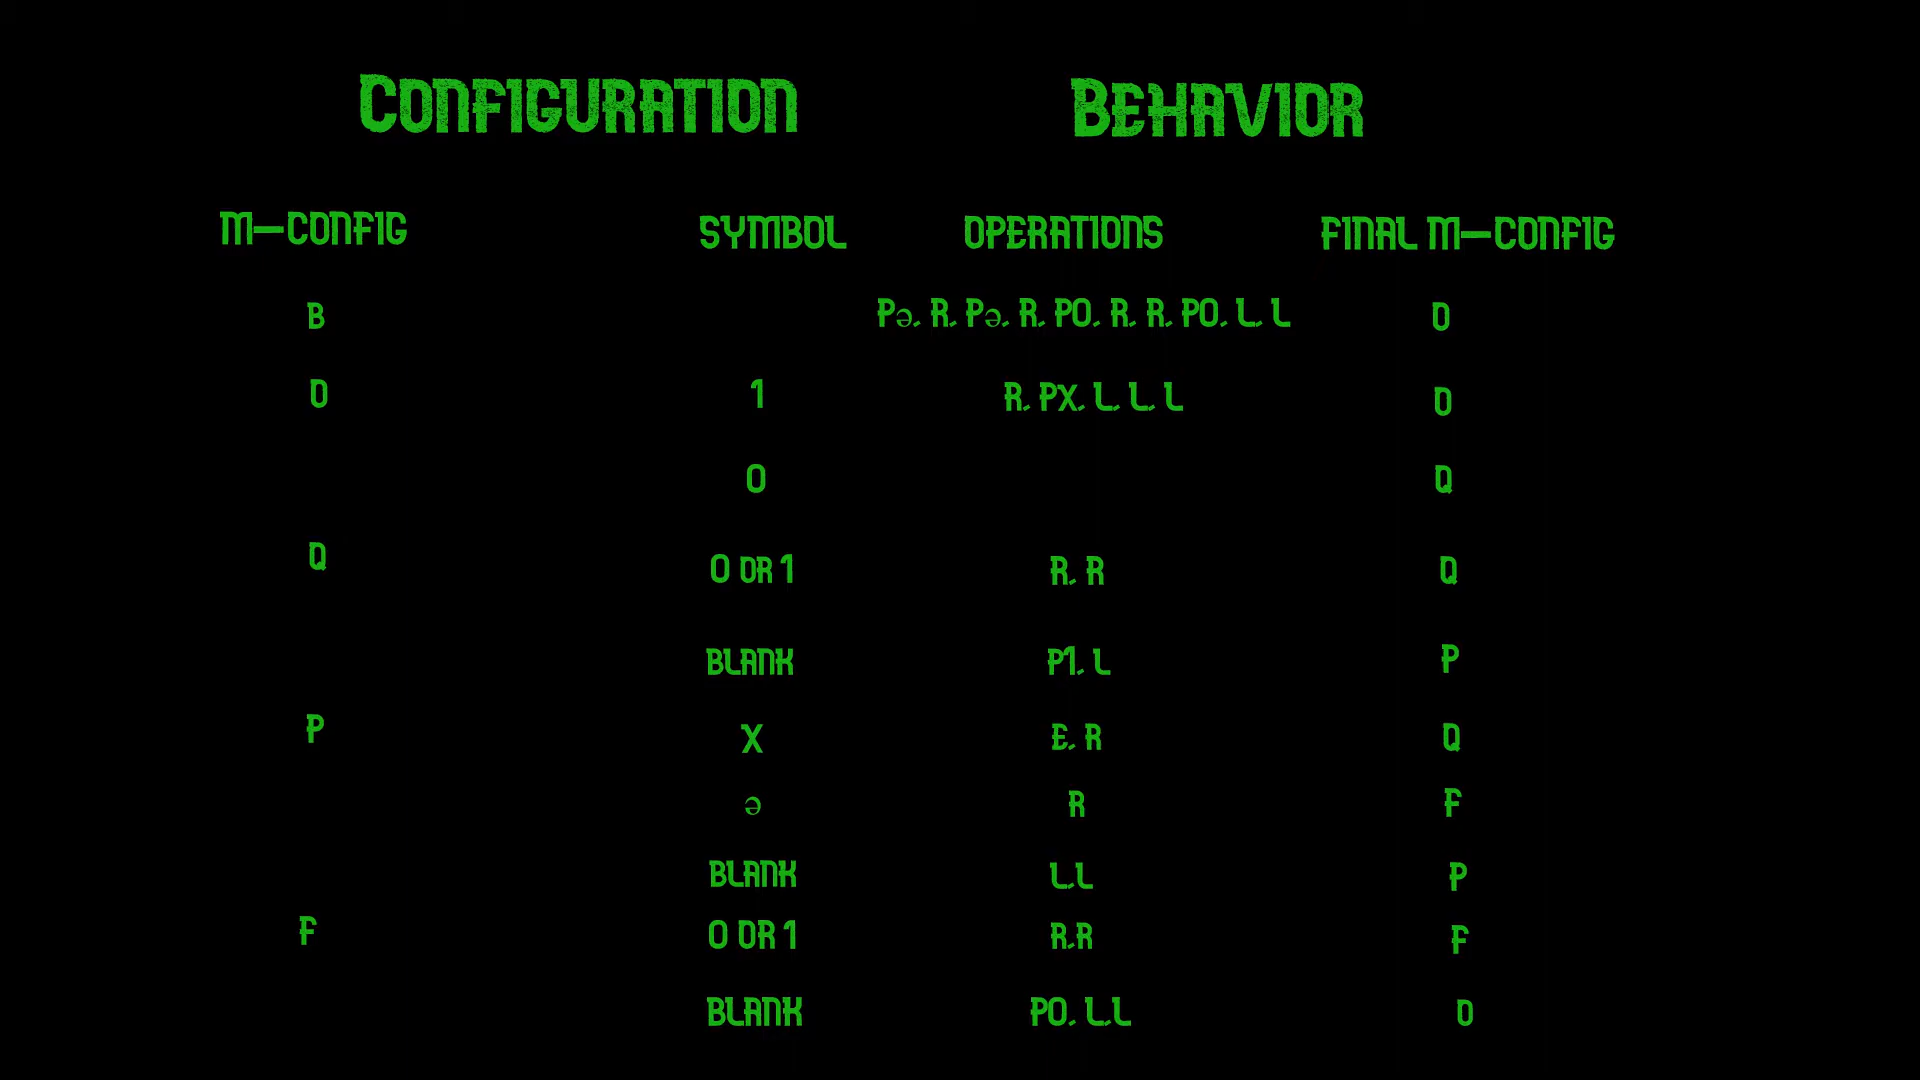 CONFIGURATION BEHAVIOR
M-CONFIG SYMBOL OPERATIONS FINAL M-CONFIG
B Pə, R, Pə, R, P0, R, R, P0, L, L O
O 1 R, PX, L, L, L O
0 Q
Q 0 OR 1 R, R Q
BLANK P1, L P
P X E, R Q
ə R F
BLANK L,L P
F 0 OR 1 R,R F
BLANK P0, L,L O